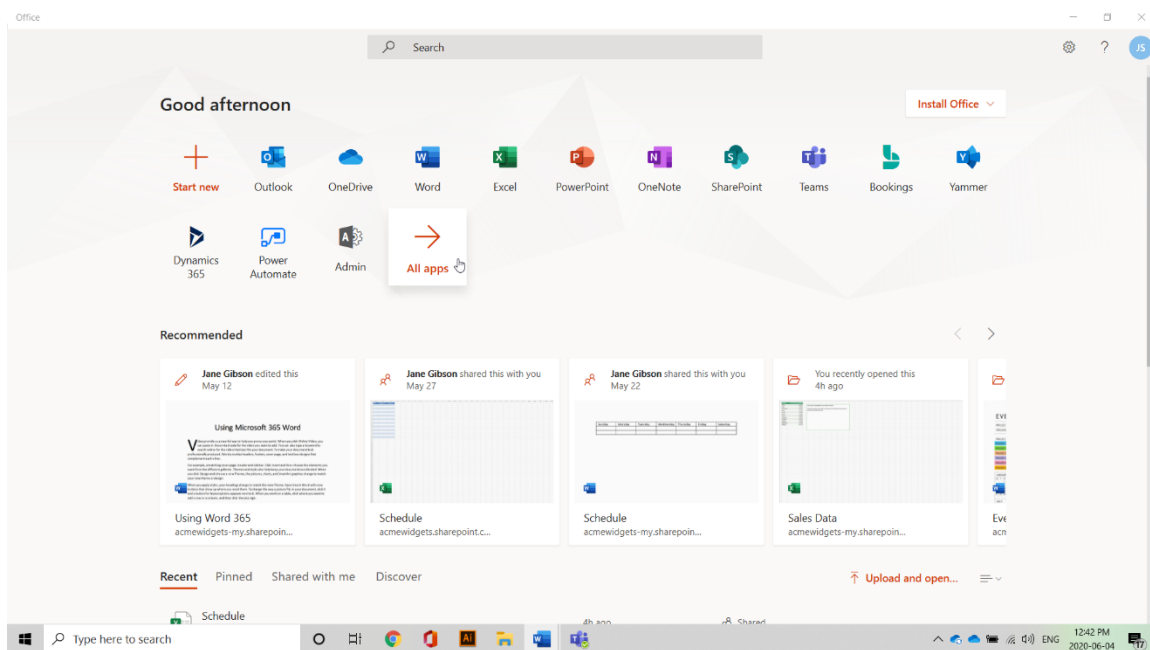 Office
Search
JS
Good afternoon
Install Office
Start new
Outlook
OneDrive
Word
Excel
PowerPoint
OneNote
SharePoint
Teams
Bookings
Yammer
Dynamics
365
Power
Automate
Admin
All apps
Recommended
Jane Gibson edited this
May 12
Jane Gibson shared this with you
May 27
Jane Gibson shared this with you
May 22
You recently opened this
4h ago
Using Microsoft 365 Word
Using Word 365
acmewidgets-my.sharepoin...
Schedule
acmewidgets.sharepoint.c...
Schedule
acmewidgets-my.sharepoin...
Sales Data
acmewidgets-my.sharepoin...
Eve
acm
Recent Pinned Shared with me Discover
Upload and open...
Schedule
4h ago
Shared
Type here to search
ENG
12:42 PM
2020-06-04
17